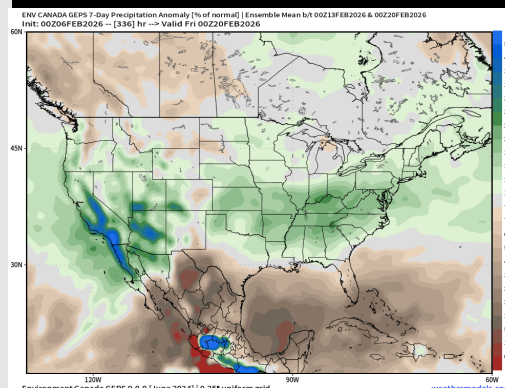 ENV CANADA GEPS 7-Day Precipitation Anomaly [% of normal] | Ensemble Mean b/t 00Z13FEB2026 & 00Z20FEB2026
Init: 00Z06FEB2026 -- [336] hr --> Valid Fri 00Z20FEB2026
60N
45N
30N
120W
90W
60W